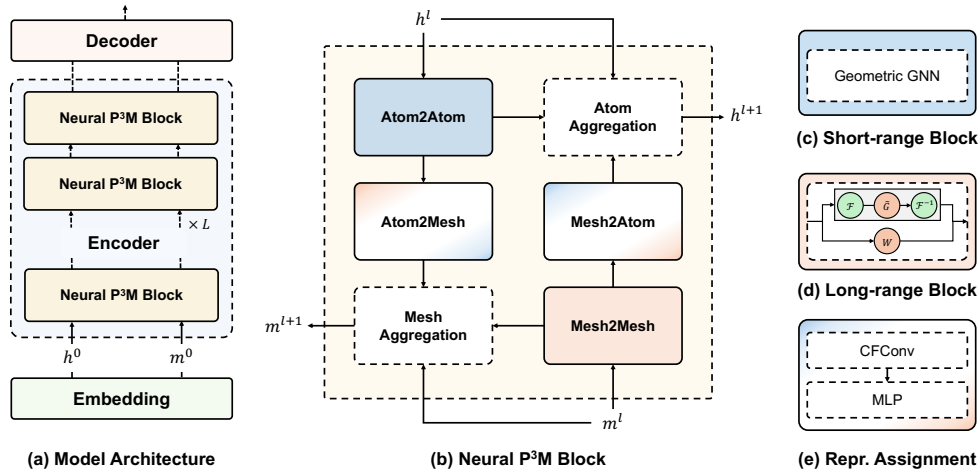 Decoder
Neural P³M Block
Neural P³M Block
× L
Encoder
Neural P³M Block
h⁰
m⁰
Embedding
(a) Model Architecture
hˡ
Atom2Atom
Atom
Aggregation
hˡ⁺¹
Atom2Mesh
Mesh2Atom
mˡ⁺¹
Mesh
Aggregation
Mesh2Mesh
mˡ
(b) Neural P³M Block
Geometric GNN
(c) Short-range Block
ℱ
G̃
ℱ⁻¹
W
(d) Long-range Block
CFConv
MLP
(e) Repr. Assignment